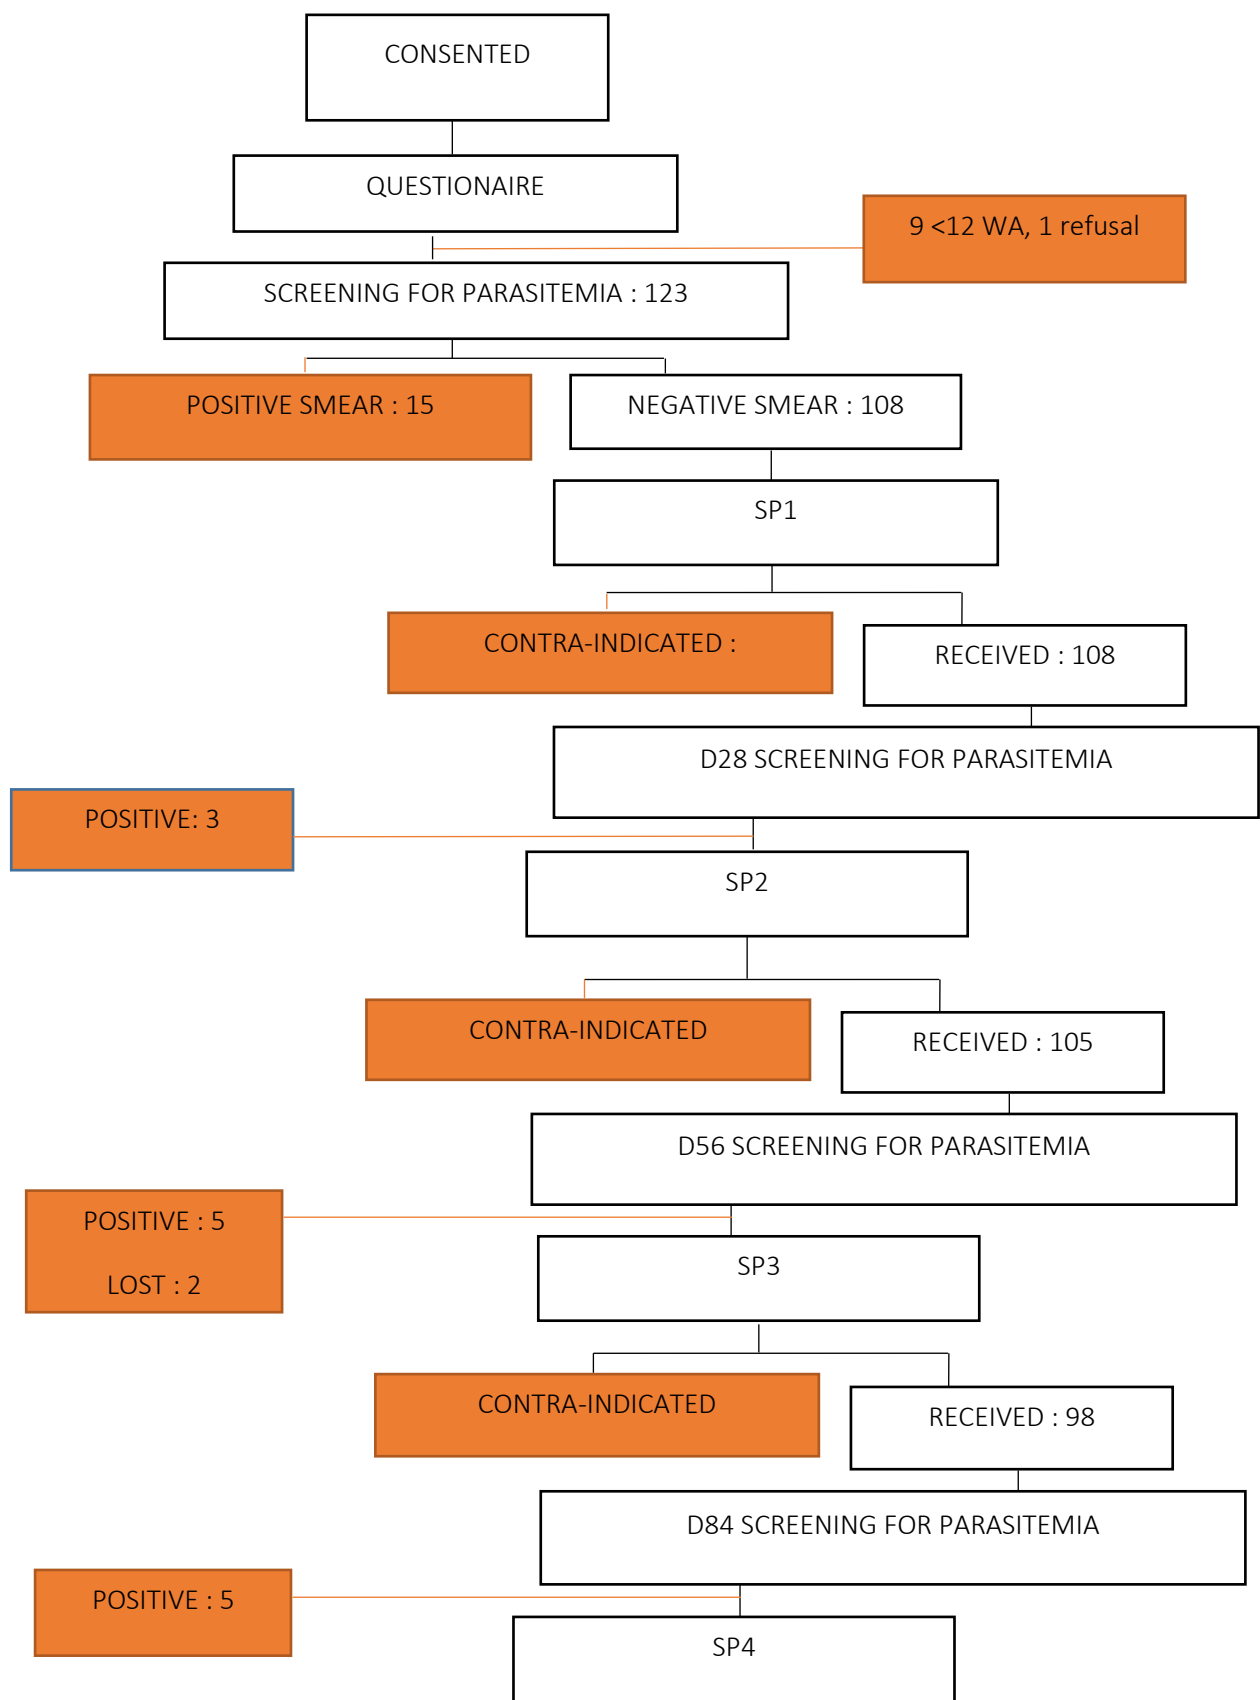 CONSENTED
QUESTIONAIRE
9 <12 WA, 1 refusal
SCREENING FOR PARASITEMIA : 123
POSITIVE SMEAR : 15
NEGATIVE SMEAR : 108
SP1
CONTRA-INDICATED :
RECEIVED : 108
D28 SCREENING FOR PARASITEMIA
POSITIVE: 3
SP2
CONTRA-INDICATED
RECEIVED : 105
D56 SCREENING FOR PARASITEMIA
POSITIVE : 5
LOST : 2
SP3
CONTRA-INDICATED
RECEIVED : 98
D84 SCREENING FOR PARASITEMIA
POSITIVE : 5
SP4